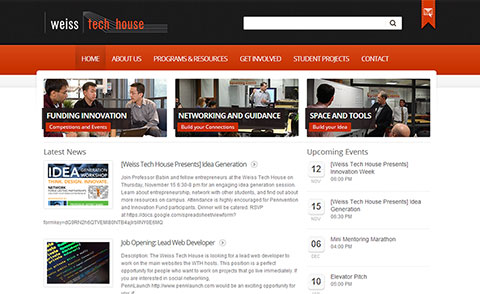 weiss tech house
HOME ABOUT US PROGRAMS & RESOURCES GET INVOLVED STUDENT PROJECTS CONTACT
FUNDING INNOVATION
Competitions and Events
NETWORKING AND GUIDANCE
Build your Connections
SPACE AND TOOLS
Build your Idea
Latest News
IDEA GENERATION
WORKSHOP
THINK. DESIGN. INNOVATE.
[Weiss Tech House Presents] Idea Generation
Join Professor Babin and fellow entrepreneurs at the Weiss Tech House on
Thursday, November 15 6:30-8 pm for an engaging idea generation session.
Learn about entrepreneurship, network with other students, and find out about
more resources on campus. Attendance is highly encouraged for Pennvention
and Innovation Fund participants. Dinner will be catered. RSVP
at https://docs.google.com/spreadsheet/viewform?
Job Opening: Lead Web Developer
Description: The Weiss Tech House is looking for a lead web developer to
work on the main websites the WTH hosts. This position is a perfect
opportunity for people who want to work on projects that go live immediately. If
you are interested in social networking,
PennLaunch http://www.pennlaunch.com would be an exciting opportunity for
Upcoming Events
12
NOV
[Weiss Tech House Presents]
Innovation Week
00:00 PM
15
NOV
[Weiss Tech House Presents] Idea
Generation
06:30 PM
06
DEC
Mini Mentoring Marathon
04:00 PM
10
Elevator Pitch
00:00 PM